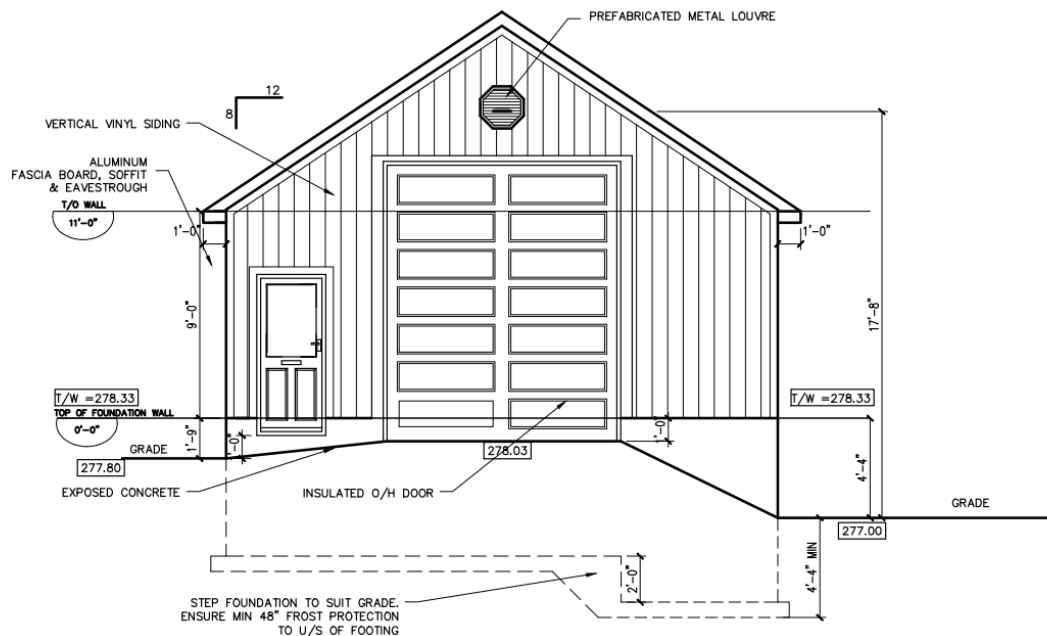 PREFABRICATED METAL LOUVRE
12
8
VERTICAL VINYL SIDING
ALUMINUM
FASCIA BOARD, SOFFIT
& EAVESTROUGH
T/O WALL
11'-0"
1'-0"
1'-0"
9'-0"
17'-8"
T/W =278.33
T/W =278.33
TOP OF FOUNDATION WALL
0'-0"
1'-9"
-0"
1'-0"
4'-4"
GRADE
277.80
278.03
EXPOSED CONCRETE
INSULATED O/H DOOR
GRADE
277.00
4'-4" MIN
2'-0"
STEP FOUNDATION TO SUIT GRADE.
ENSURE MIN 48" FROST PROTECTION
TO U/S OF FOOTING